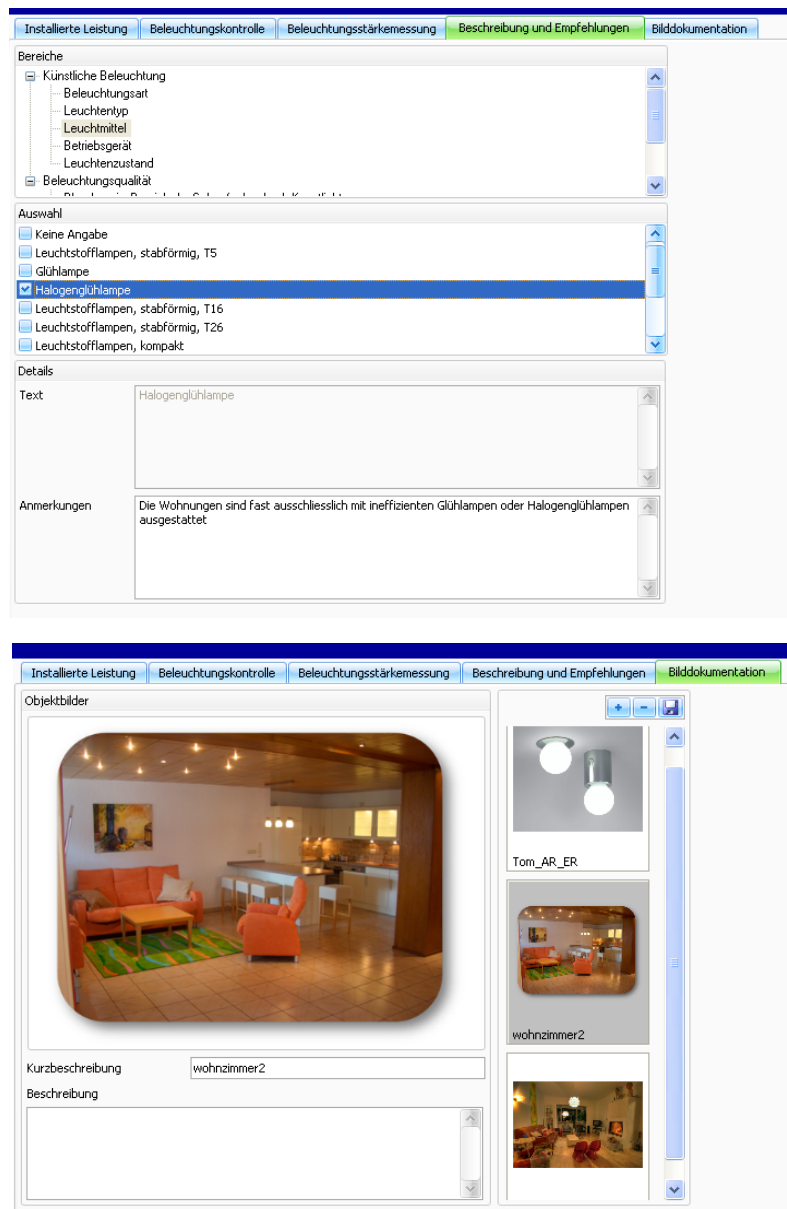 Installierte Leistung
Beleuchtungskontrolle
Beleuchtungsstärkemessung
Beschreibung und Empfehlungen
Bilddokumentation
Bereiche
Künstliche Beleuchtung
Beleuchtungsart
Leuchtentyp
Leuchtmittel
Betriebsgerät
Leuchtenzustand
Beleuchtungsqualität
Auswahl
Keine Angabe
Leuchtstofflampen, stabförmig, T5
Glühlampe
Halogenglühlampe
Leuchtstofflampen, stabförmig, T16
Leuchtstofflampen, stabförmig, T26
Leuchtstofflampen, kompakt
Details
Text
Halogenglühlampe
Anmerkungen
Die Wohnungen sind fast ausschliesslich mit ineffizienten Glühlampen oder Halogenglühlampen
ausgestattet
Installierte Leistung
Beleuchtungskontrolle
Beleuchtungsstärkemessung
Beschreibung und Empfehlungen
Bilddokumentation
Objektbilder
Tom_AR_ER
wohnzimmer2
Kurzbeschreibung
wohnzimmer2
Beschreibung